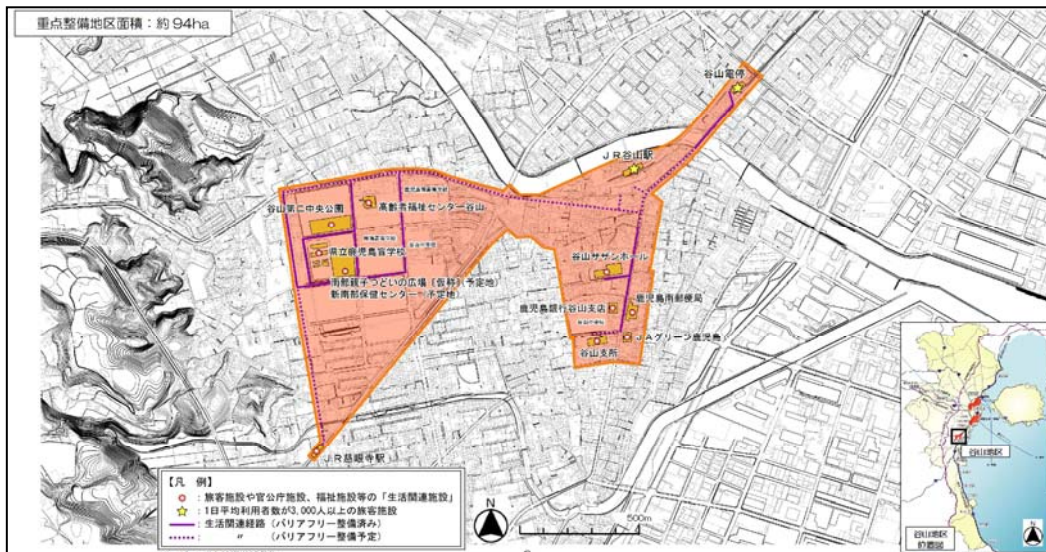 重点整備地区面積：約94ha
谷山電停
JR谷山駅
谷山第二中央公園
高齢者福祉センター谷山
県立鹿児島盲学校
南部親子つどいの広場（仮称）（予定地）
新南部保健センター（予定地）
谷山サザンホール
鹿児島銀行谷山支店
鹿児島南郵便局
JAグリーン鹿児島
谷山支所
JR慈眼寺駅
【凡　例】
：旅客施設や官公庁施設、福祉施設等の「生活関連施設」
：1日平均利用者数が3,000人以上の旅客施設
：生活関連経路（バリアフリー整備済み）
：　〃　（バリアフリー整備予定）
N
500m
谷山地区
谷山地区
位置図
N